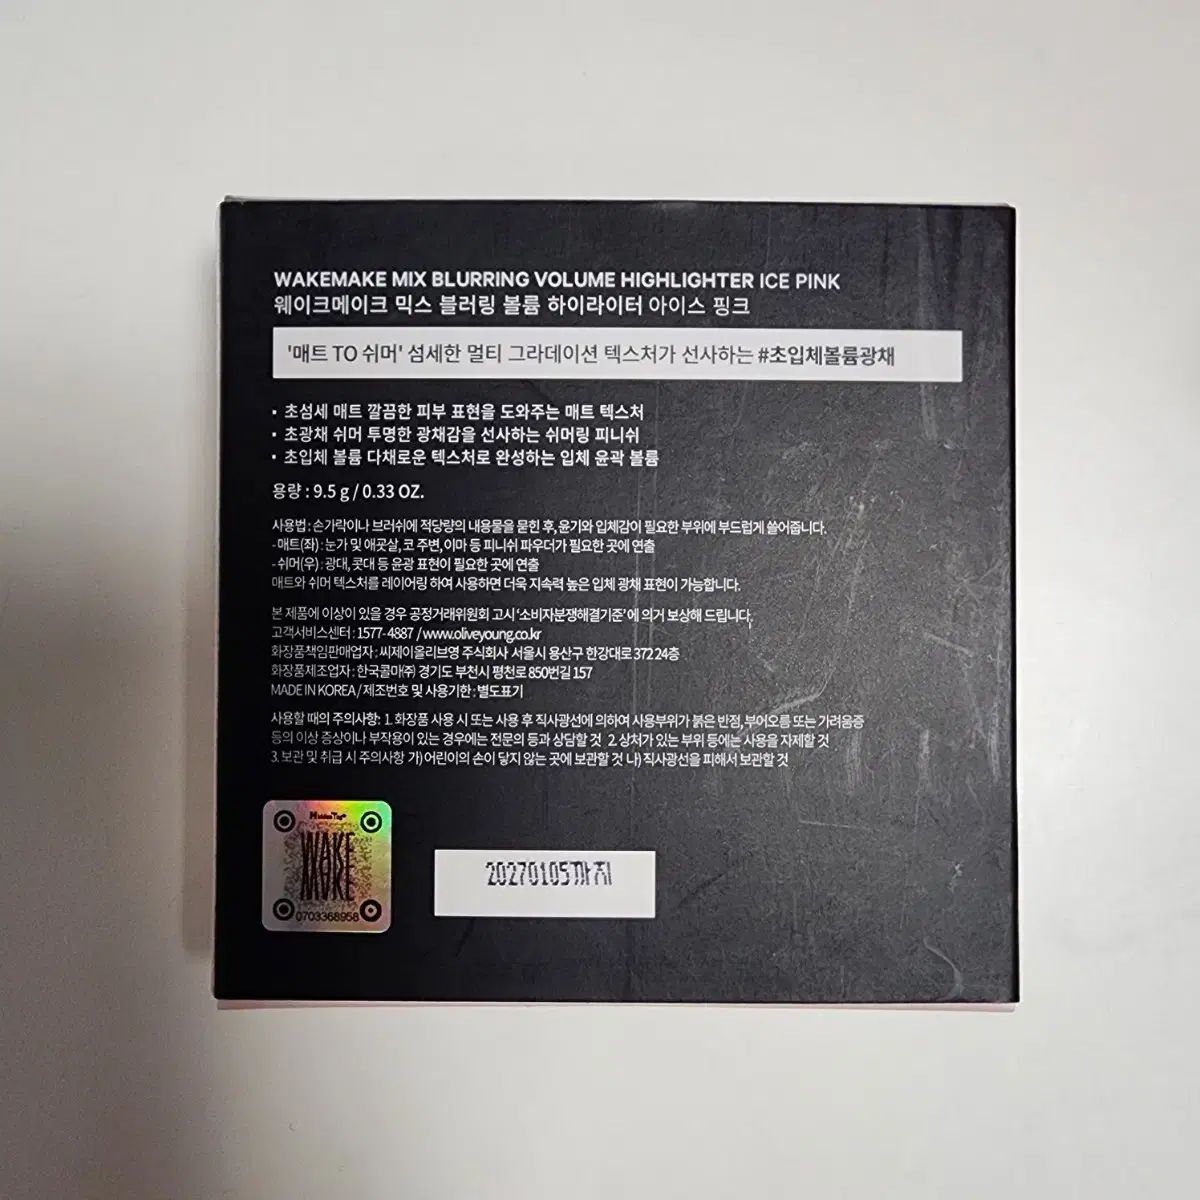 WAKEMAKE MIX BLURRING VOLUME HIGHLIGHTER ICE PINK
웨이크메이크 믹스 블러링 볼륨 하이라이터 아이스 핑크
'매트 TO 쉬머' 섬세한 멀티 그라데이션 텍스처가 선사하는 #초입체볼륨광채
• 초섬세 매트 깔끔한 피부 표현을 도와주는 매트 텍스처
• 초광채 쉬머 투명한 광채감을 선사하는 쉬머링 피니쉬
• 초입체 볼륨 다채로운 텍스처로 완성하는 입체 윤곽 볼륨
용량 : 9.5 g / 0.33 OZ.
사용법 : 손가락이나 브러쉬에 적당량의 내용물을 묻힌 후, 윤기와 입체감이 필요한 부위에 부드럽게 쓸어줍니다.
- 매트(좌) : 눈가 및 애굣살, 코 주변, 이마 등 피니쉬 파우더가 필요한 곳에 연출
- 쉬머(우) : 광대, 콧대 등 윤광 표현이 필요한 곳에 연출
매트와 쉬머 텍스처를 레이어링 하여 사용하면 더욱 지속력 높은 입체 광채 표현이 가능합니다.
본 제품에 이상이 있을 경우 공정거래위원회 고시 '소비자분쟁해결기준'에 의거 보상해 드립니다.
고객서비스센터 : 1577-4887 / www.oliveyoung.co.kr
화장품책임판매업자 : 씨제이올리브영 주식회사 서울시 용산구 한강대로 372 24층
화장품제조업자 : 한국콜마(주) 경기도 부천시 평천로 850번길 157
MADE IN KOREA / 제조번호 및 사용기한 : 별도표기
사용할 때의 주의사항: 1. 화장품 사용 시 또는 사용 후 직사광선에 의하여 사용부위가 붉은 반점, 부어오름 또는 가려움증
등의 이상 증상이나 부작용이 있는 경우에는 전문의 등과 상담할 것 2. 상처가 있는 부위 등에는 사용을 자제할 것
3. 보관 및 취급 시 주의사항 가) 어린이의 손이 닿지 않는 곳에 보관할 것 나) 직사광선을 피해서 보관할 것
HiddenTag
WAKE
MAKE
0703368958
20270105까지